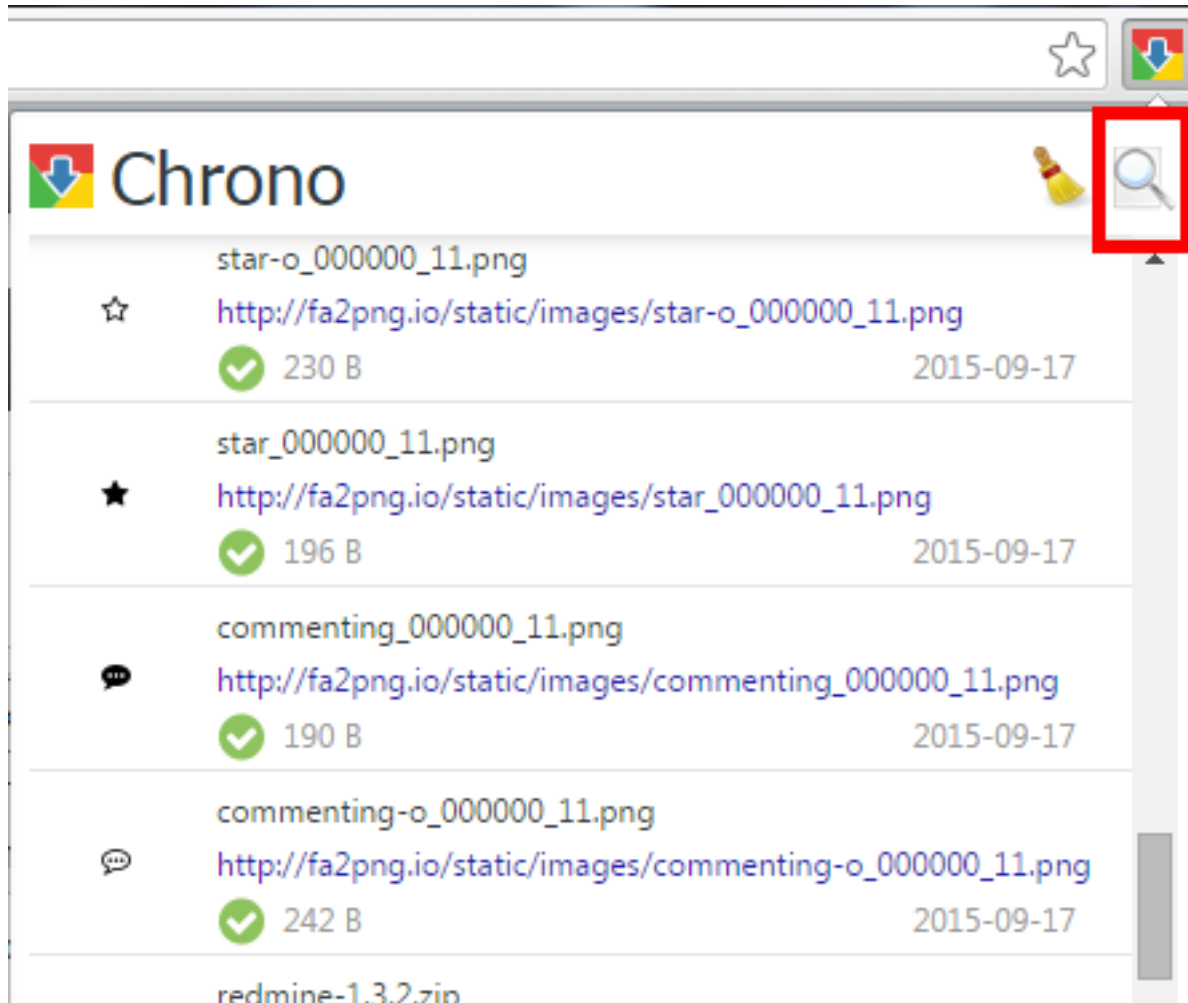 Chrono
star-o_000000_11.png
http://fa2png.io/static/images/star-o_000000_11.png
230 B 2015-09-17
star_000000_11.png
http://fa2png.io/static/images/star_000000_11.png
196 B 2015-09-17
commenting_000000_11.png
http://fa2png.io/static/images/commenting_000000_11.png
190 B 2015-09-17
commenting-o_000000_11.png
http://fa2png.io/static/images/commenting-o_000000_11.png
242 B 2015-09-17
redmine-1.3.2.zip